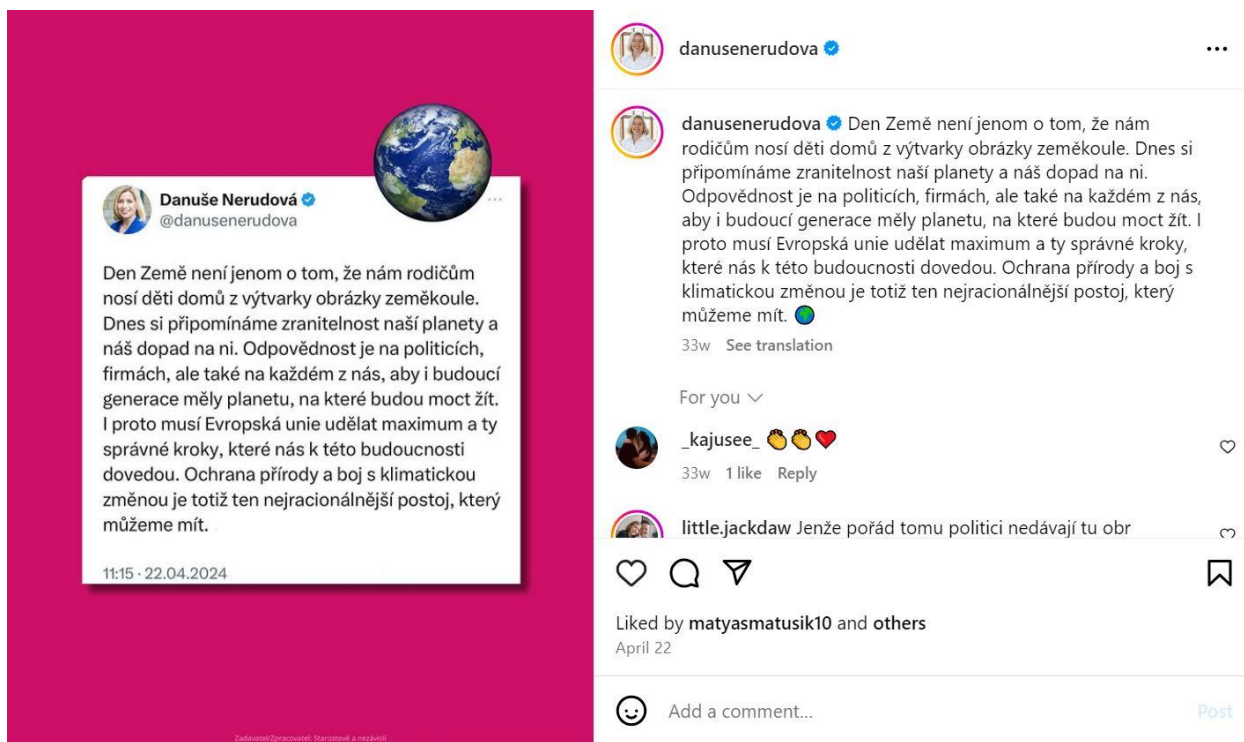 Danuše Nerudová
@danusenerudova
Den Země není jenom o tom, že nám rodičům
nosí děti domů z výtvarky obrázky zeměkoule.
Dnes si připomínáme zranitelnost naší planety a
náš dopad na ni. Odpovědnost je na politicích,
firmách, ale také na každém z nás, aby i budoucí
generace měly planetu, na které budou moct žít.
I proto musí Evropská unie udělat maximum a ty
správné kroky, které nás k této budoucnosti
dovedou. Ochrana přírody a boj s klimatickou
změnou je totiž ten nejracionálnější postoj, který
můžeme mít.
11:15 · 22.04.2024
Zadavatel/Zpracovatel: Starostové a nezávislí
danusenerudova
danusenerudova Den Země není jenom o tom, že nám
rodičům nosí děti domů z výtvarky obrázky zeměkoule. Dnes si
připomínáme zranitelnost naší planety a náš dopad na ni.
Odpovědnost je na politicích, firmách, ale také na každém z nás,
aby i budoucí generace měly planetu, na které budou moct žít. I
proto musí Evropská unie udělat maximum a ty správné kroky,
které nás k této budoucnosti dovedou. Ochrana přírody a boj s
klimatickou změnou je totiž ten nejracionálnější postoj, který
můžeme mít. 🌍
33w See translation
For you
_kajusee_ 👏👏❤️
33w 1 like Reply
little.jackdaw Jenže pořád tomu politici nedávají tu obr
Liked by matyasmatusik10 and others
April 22
Add a comment...
Post